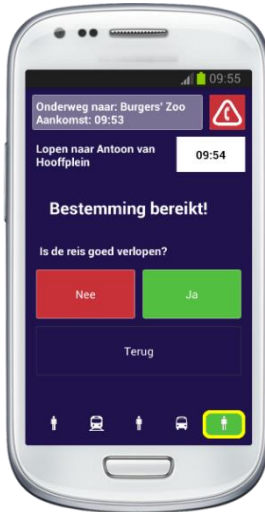 09:55
Onderweg naar: Burgers' Zoo
Aankomst: 09:53
Lopen naar Antoon van
Hooffplein
09:54
Bestemming bereikt!
Is de reis goed verlopen?
Nee
Ja
Terug